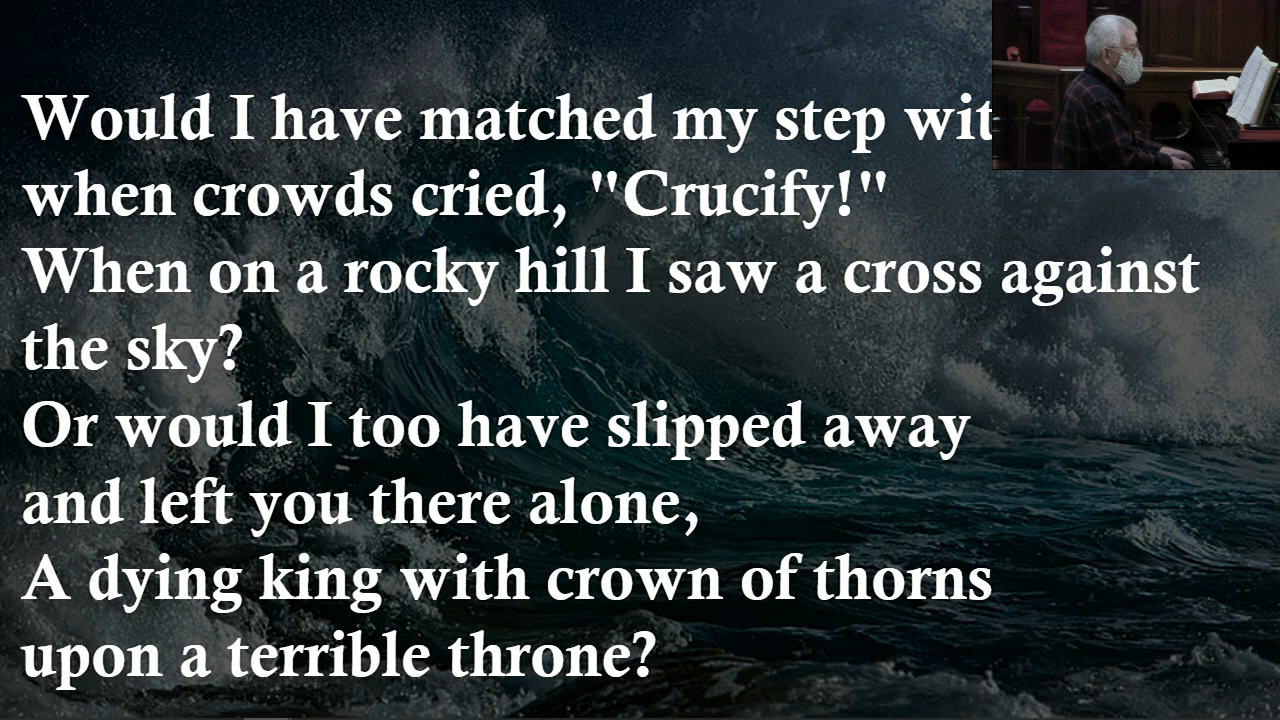 Would I have matched my step
when crowds cried, "Crucify!"
When on a rocky hill I saw a cross against
the sky?
Or would I too have slipped away
and left you there alone,
A dying king with crown of thorns
upon a terrible throne?